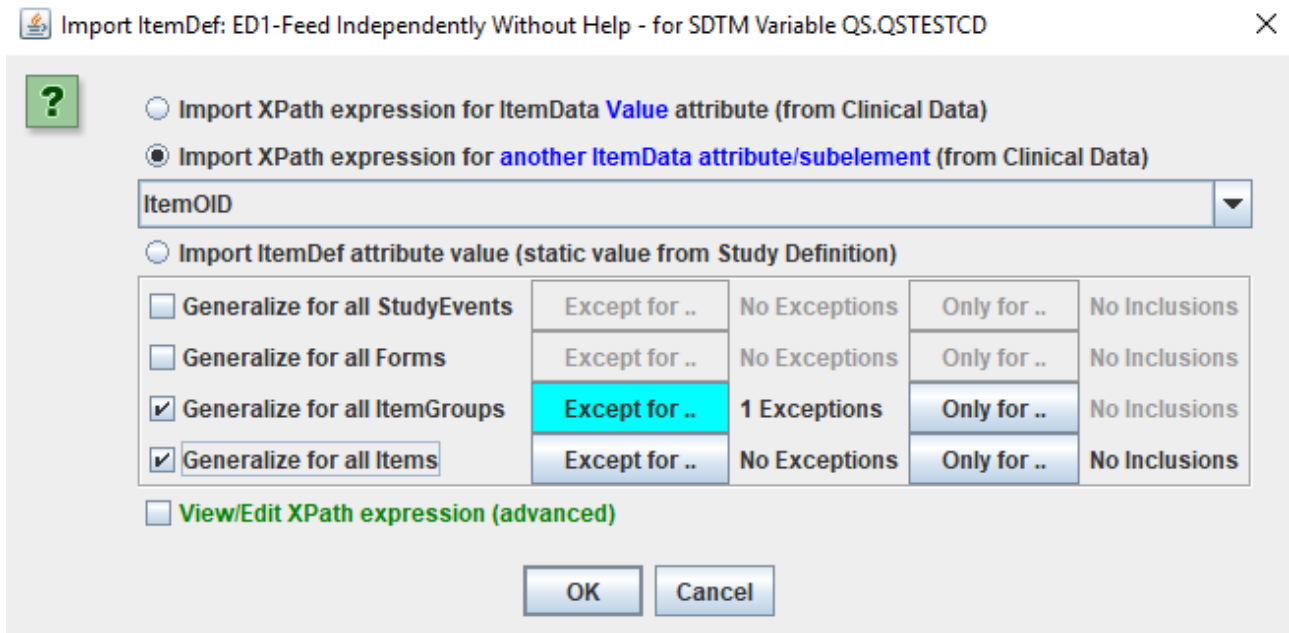 Import ItemDef: ED1-Feed Independently Without Help - for SDTM Variable QS.QSTESTCD
?
Import XPath expression for ItemData Value attribute (from Clinical Data)
Import XPath expression for another ItemData attribute/subelement (from Clinical Data)
ItemOID
Import ItemDef attribute value (static value from Study Definition)
Generalize for all StudyEvents Except for .. No Exceptions Only for .. No Inclusions
Generalize for all Forms Except for .. No Exceptions Only for .. No Inclusions
Generalize for all ItemGroups Except for .. 1 Exceptions Only for .. No Inclusions
Generalize for all Items Except for .. No Exceptions Only for .. No Inclusions
View/Edit XPath expression (advanced)
OK Cancel